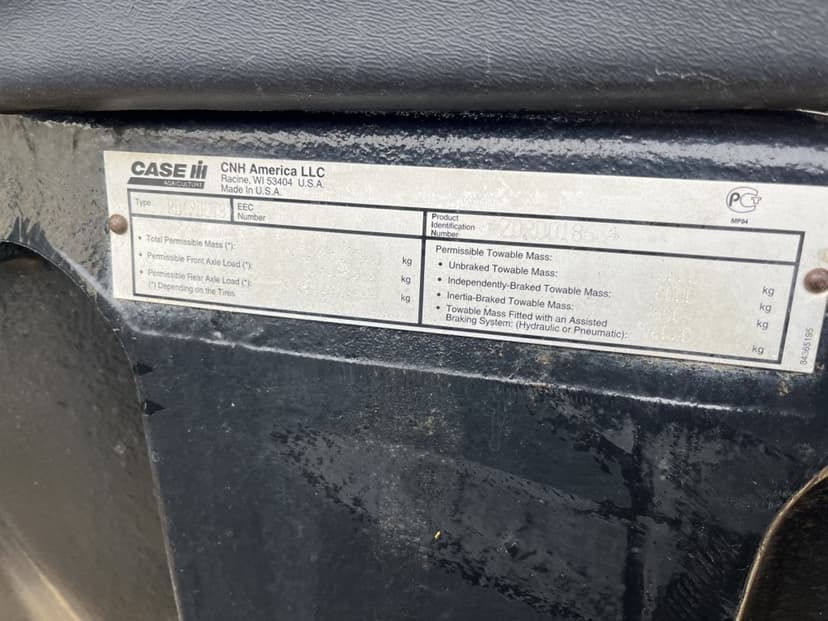 CASE IH
AGRICULTURE
CNH America LLC
Racine, WI 53404 U.S.A.
Made in U.S.A.
Type
EEC
Number
Product
Identification
Number
• Total Permissible Mass (*):
• Permissible Front Axle Load (*): kg
• Permissible Rear Axle Load (*): kg
(*) Depending on the Tires kg
Permissible Towable Mass:
• Unbraked Towable Mass: kg
• Independently-Braked Towable Mass: kg
• Inertia-Braked Towable Mass: kg
• Towable Mass Fitted with an Assisted
Braking System: (Hydraulic or Pneumatic): kg
MP04
84365195